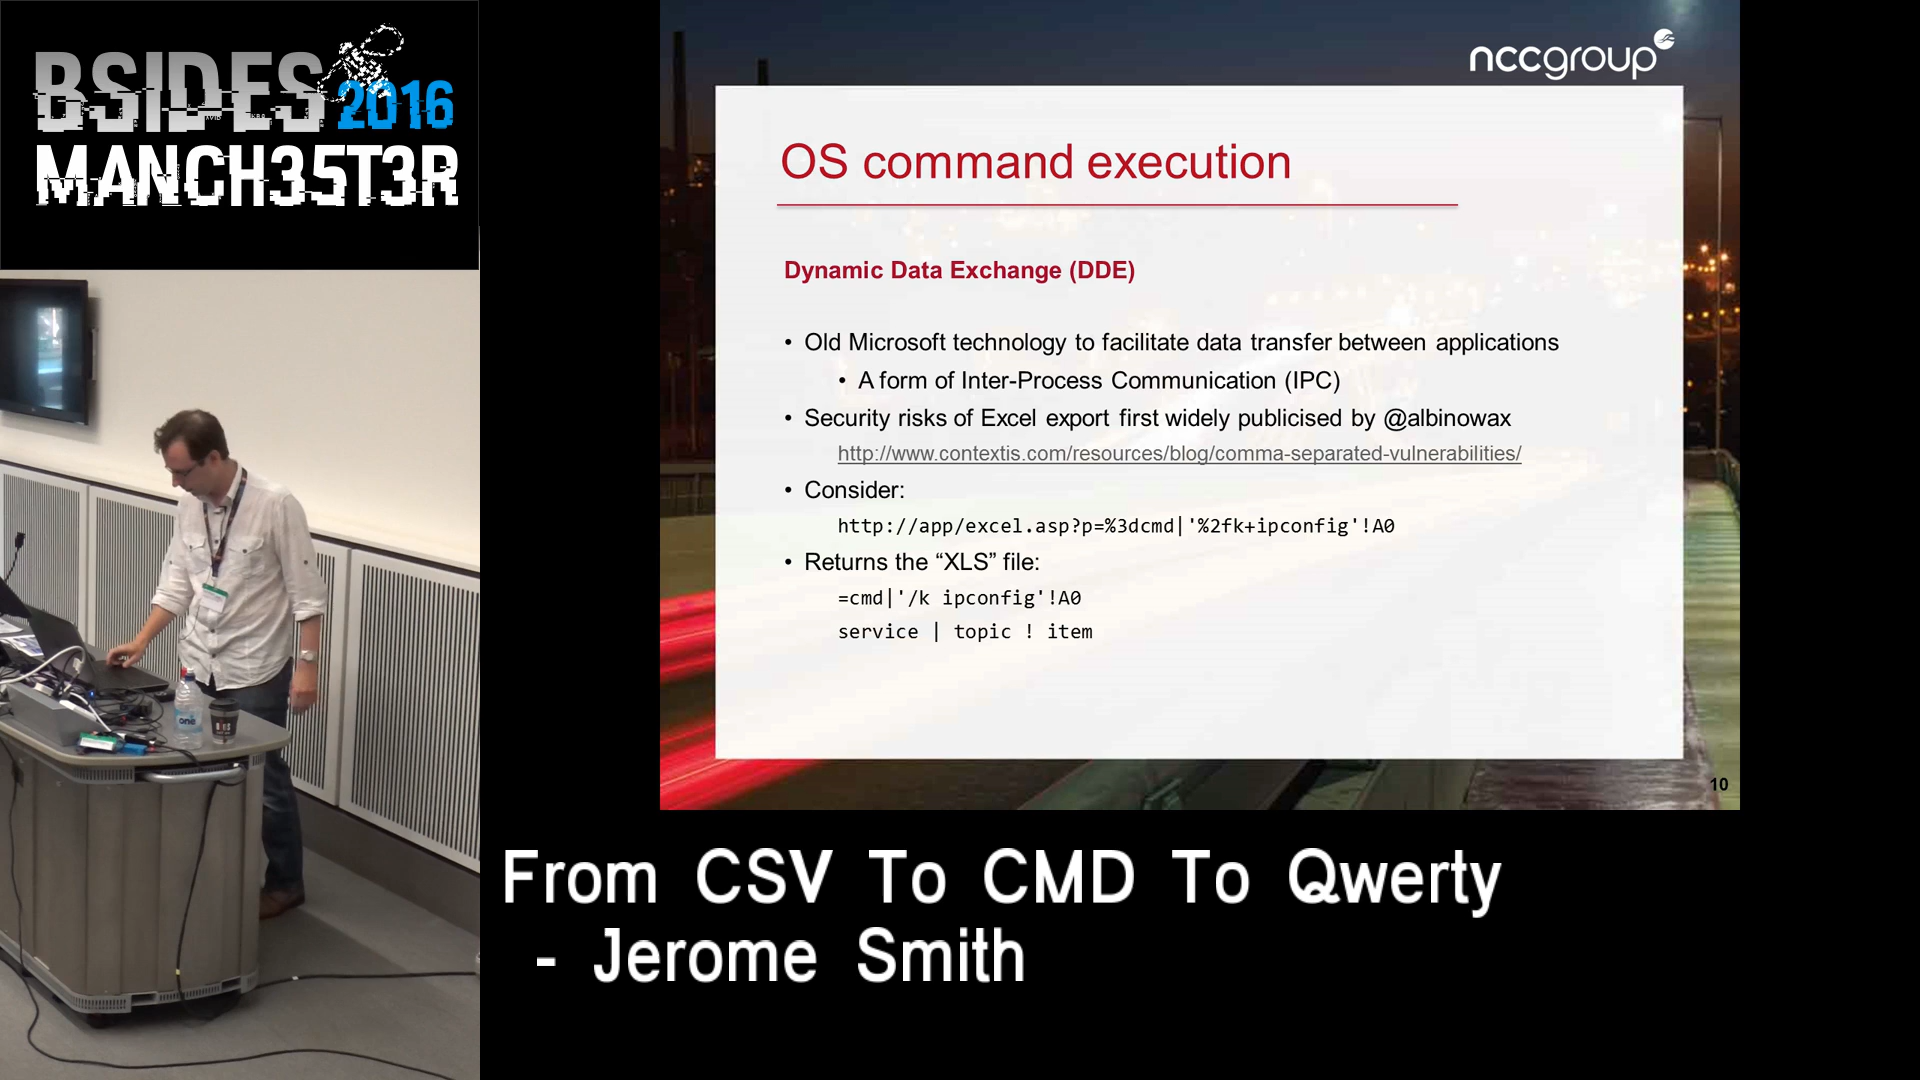 BSIDES 2016
MANCH35T3R
nccgroup
OS command execution
Dynamic Data Exchange (DDE)
• Old Microsoft technology to facilitate data transfer between applications
• A form of Inter-Process Communication (IPC)
• Security risks of Excel export first widely publicised by @albinowax
http://www.contextis.com/resources/blog/comma-separated-vulnerabilities/
• Consider:
http://app/excel.asp?p=%3dcmd|'%2fk+ipconfig'!A0
• Returns the “XLS” file:
=cmd|'/k ipconfig'!A0
service | topic ! item
10
one
From CSV To CMD To Qwerty
- Jerome Smith